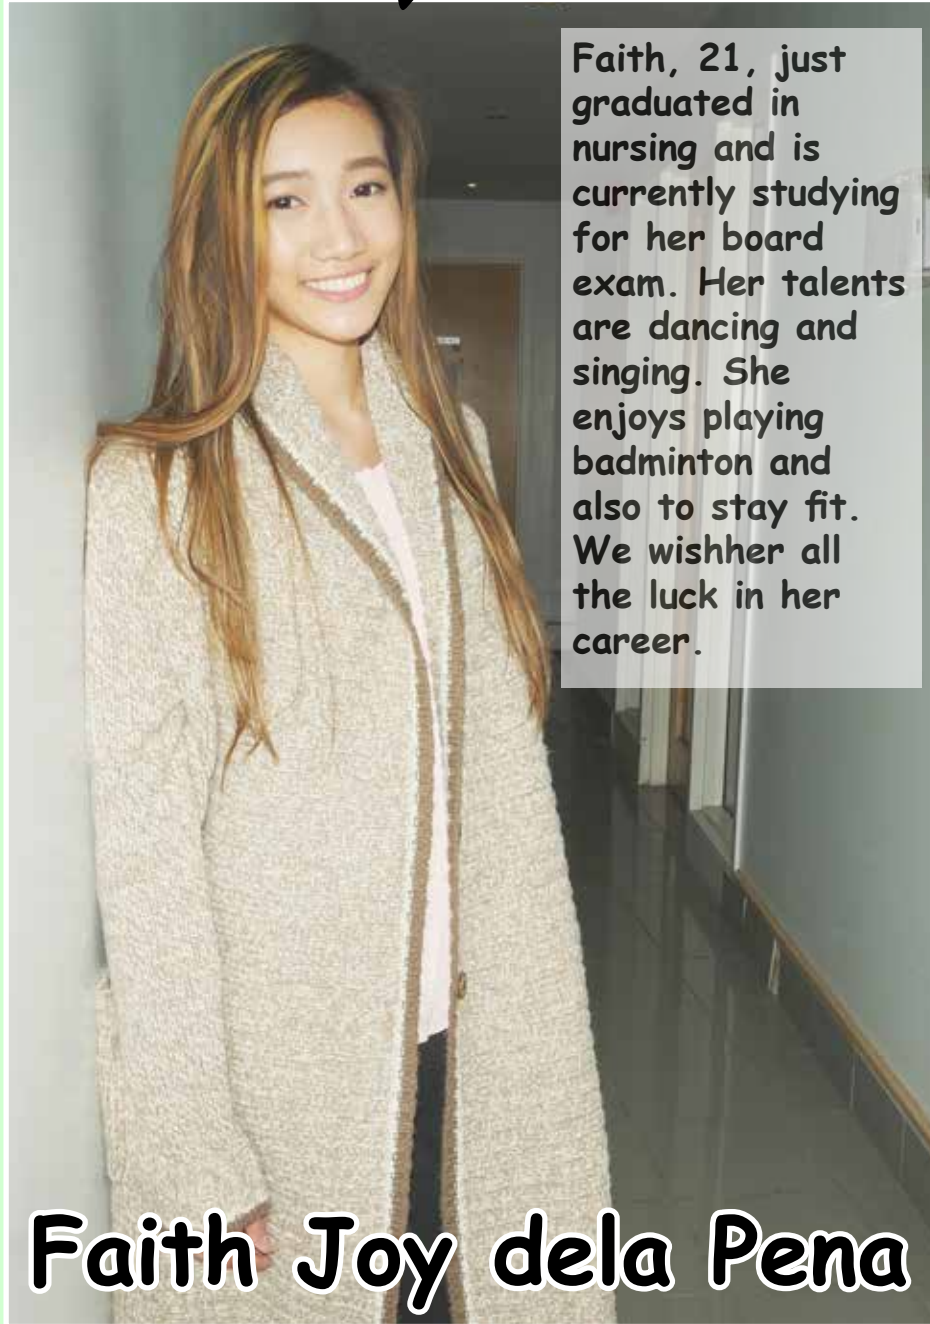 Faith, 21, just
graduated in
nursing and is
currently studying
for her board
exam. Her talents
are dancing and
singing. She
enjoys playing
badminton and
also to stay fit.
We wishher all
the luck in her
career.
Faith Joy dela Pena